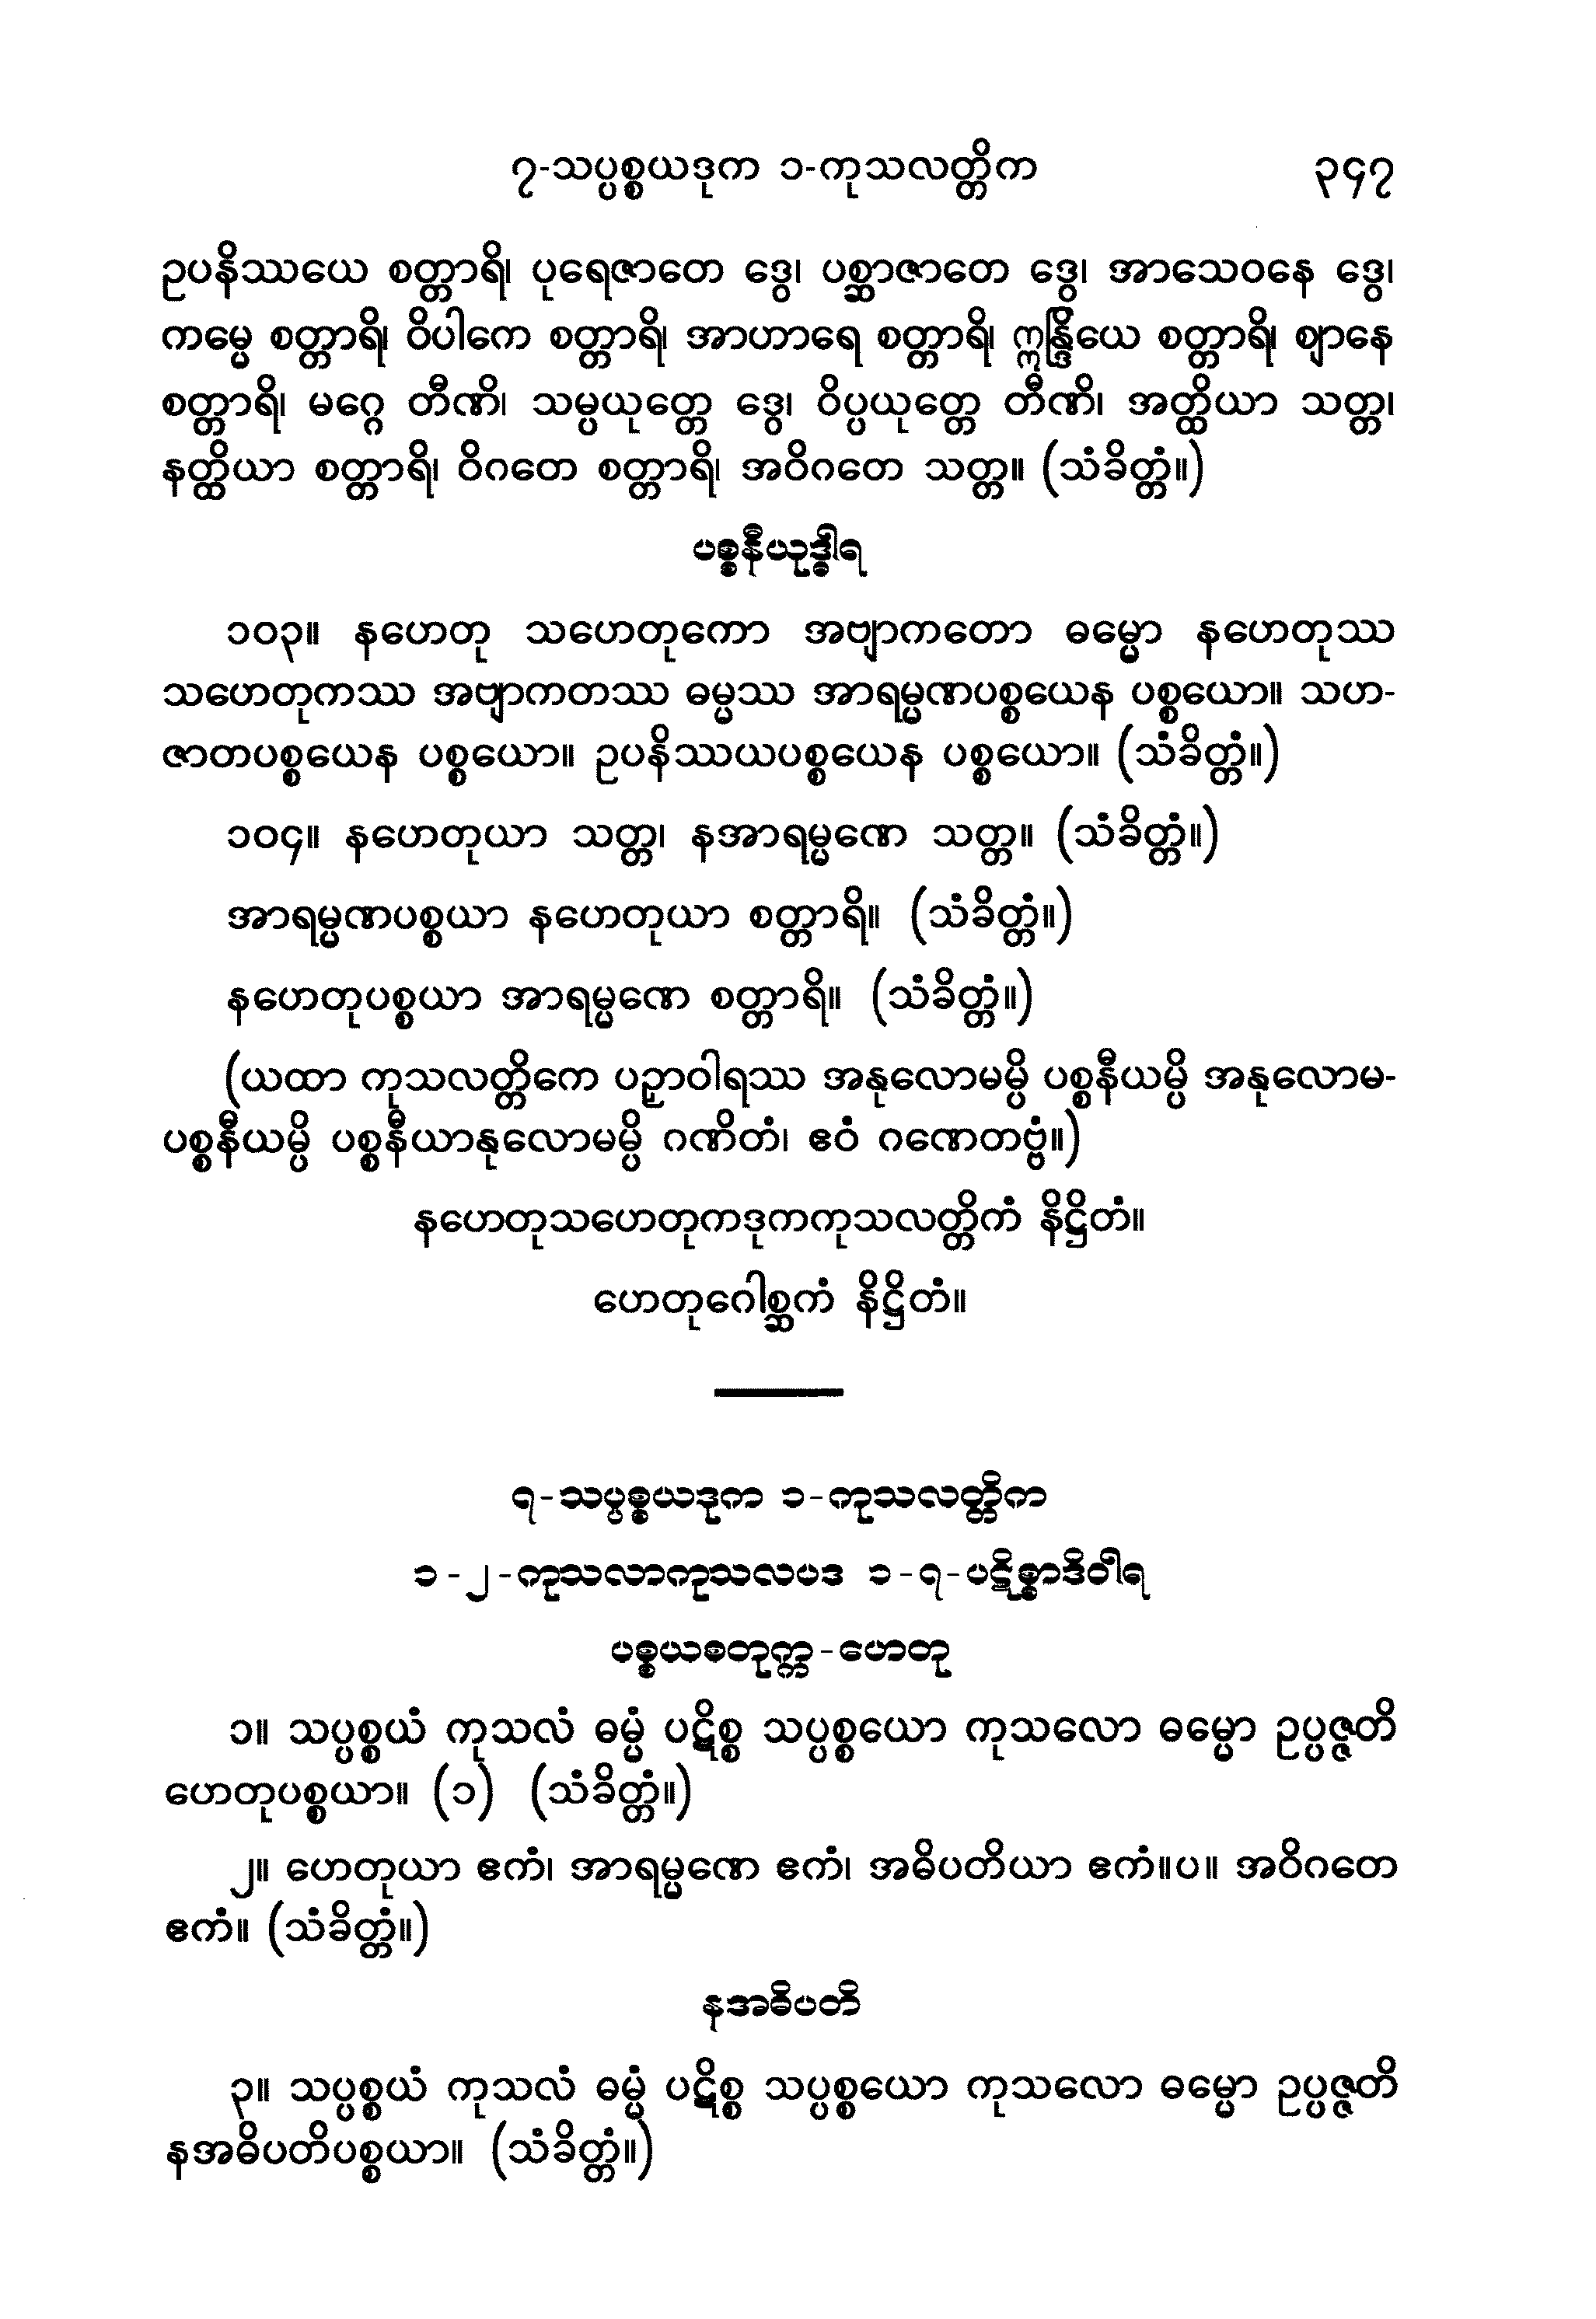 ၇-သပ္ပစ္စယဒုက ၁-ကုသလတ္တိက ၃၄၇
ဥပနိဿယေ စတ္တာရိ၊ ပုရေဇာတေ ဒွေ၊ ပစ္ဆာဇာတေ ဒွေ၊ အာသေဝနေ ဒွေ၊
ကမ္မေ စတ္တာရိ၊ ဝိပါကေ စတ္တာရိ၊ အာဟာရေ စတ္တာရိ၊ ဣန္ဒြိယေ စတ္တာရိ၊ ဈာနေ
စတ္တာရိ၊ မဂ္ဂေ တီဏိ၊ သမ္ပယုတ္တေ ဒွေ၊ ဝိပ္ပယုတ္တေ တီဏိ၊ အတ္ထိယာ သတ္တ၊
နတ္ထိယာ စတ္တာရိ၊ ဝိဂတေ စတ္တာရိ၊ အဝိဂတေ သတ္တ။ (သံခိတ္တံ။)
ပစ္စနီယုဒ္ဓါရ
၁၀၃။ နဟေတု သဟေတုကော အဗျာကတော ဓမ္မော နဟေတုဿ
သဟေတုကဿ အဗျာကတဿ ဓမ္မဿ အာရမ္မဏပစ္စယေန ပစ္စယော။ သဟ-
ဇာတပစ္စယေန ပစ္စယော။ ဥပနိဿယပစ္စယေန ပစ္စယော။ (သံခိတ္တံ။)
၁၀၄။ နဟေတုယာ သတ္တ၊ နအာရမ္မဏေ သတ္တ။ (သံခိတ္တံ။)
အာရမ္မဏပစ္စယာ နဟေတုယာ စတ္တာရိ။ (သံခိတ္တံ။)
နဟေတုပစ္စယာ အာရမ္မဏေ စတ္တာရိ။ (သံခိတ္တံ။)
(ယထာ ကုသလတ္တိကေ ပဉှာဝါရဿ အနုလောမမ္ပိ ပစ္စနီယမ္ပိ အနုလောမ-
ပစ္စနီယမ္ပိ ပစ္စနီယာနုလောမမ္ပိ ဂဏိတံ၊ ဧဝံ ဂဏေတဗ္ဗံ။)
နဟေတုသဟေတုကဒုကကုသလတ္တိကံ နိဋ္ဌိတံ။
ဟေတုဂေါစ္ဆကံ နိဋ္ဌိတံ။
၇-သပ္ပစ္စယဒုက ၁-ကုသလတ္တိက
၁-၂-ကုသလာကုသလပဒ ၁-၇-ပဋိစ္စာဒိဝါရ
ပစ္စယစတုက္က-ဟေတု
၁။ သပ္ပစ္စယံ ကုသလံ ဓမ္မံ ပဋိစ္စ သပ္ပစ္စယော ကုသလော ဓမ္မော ဥပ္ပဇ္ဇတိ
ဟေတုပစ္စယာ။ (၁) (သံခိတ္တံ။)
၂။ ဟေတုယာ ဧကံ၊ အာရမ္မဏေ ဧကံ၊ အဓိပတိယာ ဧကံ။ပ။ အဝိဂတေ
ဧကံ။ (သံခိတ္တံ။)
နအဓိပတိ
၃။ သပ္ပစ္စယံ ကုသလံ ဓမ္မံ ပဋိစ္စ သပ္ပစ္စယော ကုသလော ဓမ္မော ဥပ္ပဇ္ဇတိ
နအဓိပတိပစ္စယာ။ (သံခိတ္တံ။)